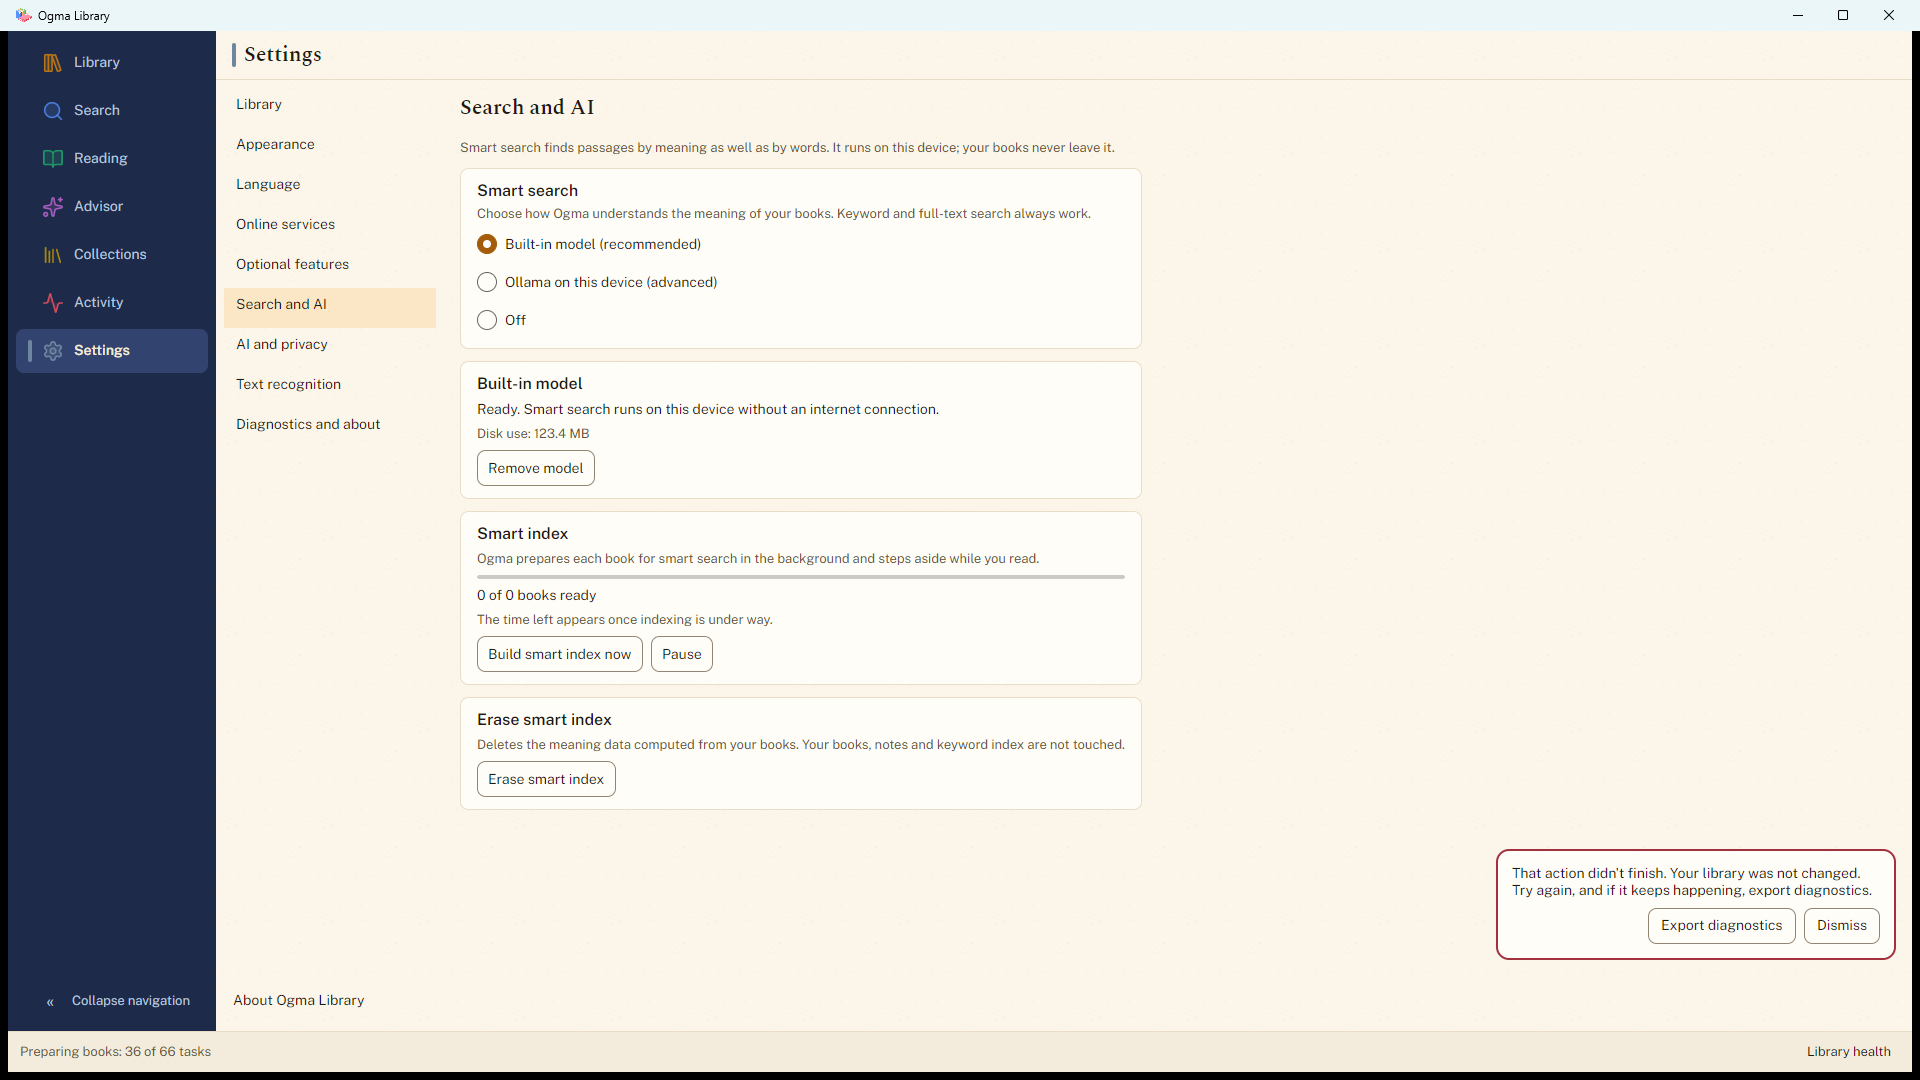 Ogma Library
Library
Search
Reading
Advisor
Collections
Activity
Settings
« Collapse navigation
Settings
Library
Appearance
Language
Online services
Optional features
Search and AI
AI and privacy
Text recognition
Diagnostics and about
About Ogma Library
Search and AI
Smart search finds passages by meaning as well as by words. It runs on this device; your books never leave it.
Smart search
Choose how Ogma understands the meaning of your books. Keyword and full-text search always work.
Built-in model (recommended)
Ollama on this device (advanced)
Off
Built-in model
Ready. Smart search runs on this device without an internet connection.
Disk use: 123.4 MB
Remove model
Smart index
Ogma prepares each book for smart search in the background and steps aside while you read.
0 of 0 books ready
The time left appears once indexing is under way.
Build smart index now Pause
Erase smart index
Deletes the meaning data computed from your books. Your books, notes and keyword index are not touched.
Erase smart index
That action didn't finish. Your library was not changed.
Try again, and if it keeps happening, export diagnostics.
Export diagnostics Dismiss
Preparing books: 36 of 66 tasks
Library health